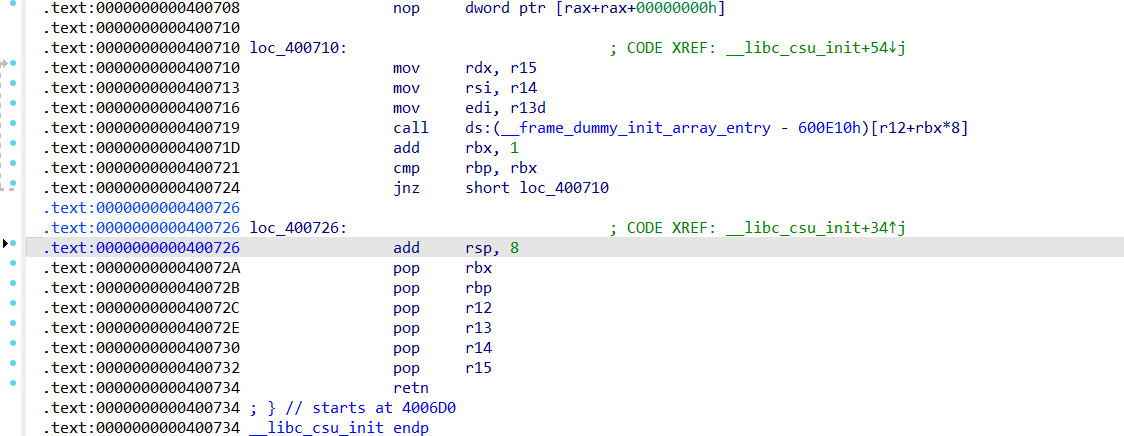 .text:0000000000400708 nop dword ptr [rax+rax+00000000h]
.text:0000000000400710
.text:0000000000400710 loc_400710: ; CODE XREF: __libc_csu_init+54↓j
.text:0000000000400710 mov rdx, r15
.text:0000000000400713 mov rsi, r14
.text:0000000000400716 mov edi, r13d
.text:0000000000400719 call ds:(__frame_dummy_init_array_entry - 600E10h)[r12+rbx*8]
.text:000000000040071D add rbx, 1
.text:0000000000400721 cmp rbp, rbx
.text:0000000000400724 jnz short loc_400710
.text:0000000000400726
.text:0000000000400726 loc_400726: ; CODE XREF: __libc_csu_init+34↑j
.text:0000000000400726 add rsp, 8
.text:000000000040072A pop rbx
.text:000000000040072B pop rbp
.text:000000000040072C pop r12
.text:000000000040072E pop r13
.text:0000000000400730 pop r14
.text:0000000000400732 pop r15
.text:0000000000400734 retn
.text:0000000000400734 ; } // starts at 4006D0
.text:0000000000400734 __libc_csu_init endp